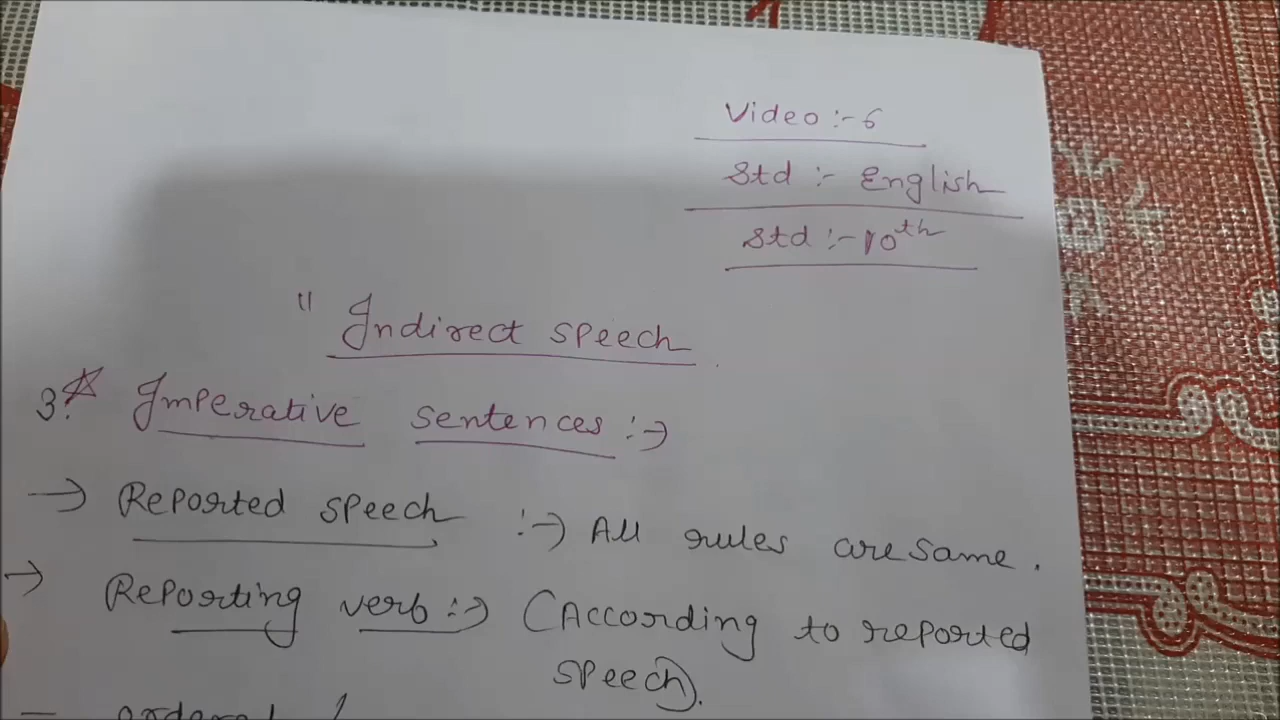 Video :- 6
Std :- English
Std :- 10th
" Indirect speech
3.* Imperative sentences :->
-> Reported speech :-> All rules are same.
-> Reporting verb :-> (According to reported
speech).